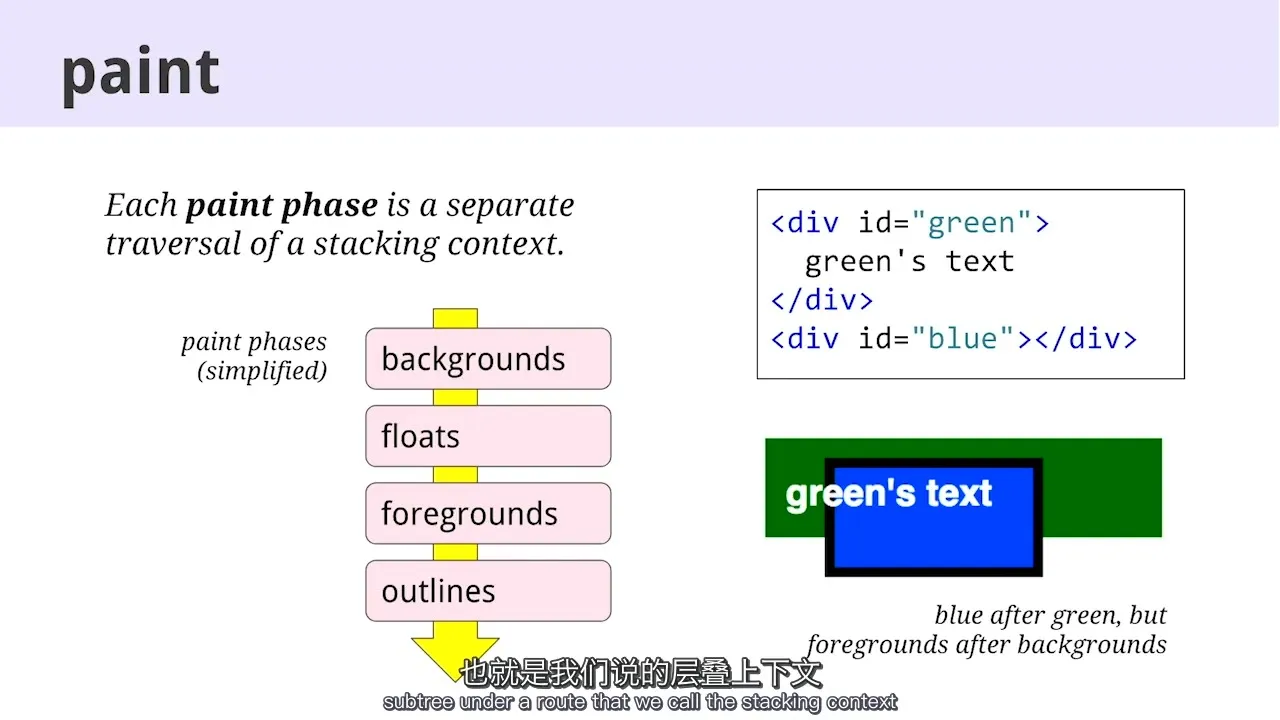 paint
Each paint phase is a separate
traversal of a stacking context.
paint phases
(simplified)
backgrounds
floats
foregrounds
outlines
<div id="green">
green's text
</div>
<div id="blue"></div>
green's text
blue after green, but
foregrounds after backgrounds
也就是我们说的层叠上下文
subtree under a route that we call the stacking context